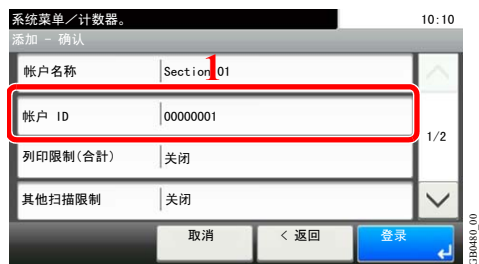 系统菜单／计数器。 10:10
添加 - 确认
帐户名称 Section 01
1
帐户 ID 00000001
1/2
列印限制(合計) 关闭
其他扫描限制 关闭
取消 < 返回 登录
GB0480_00